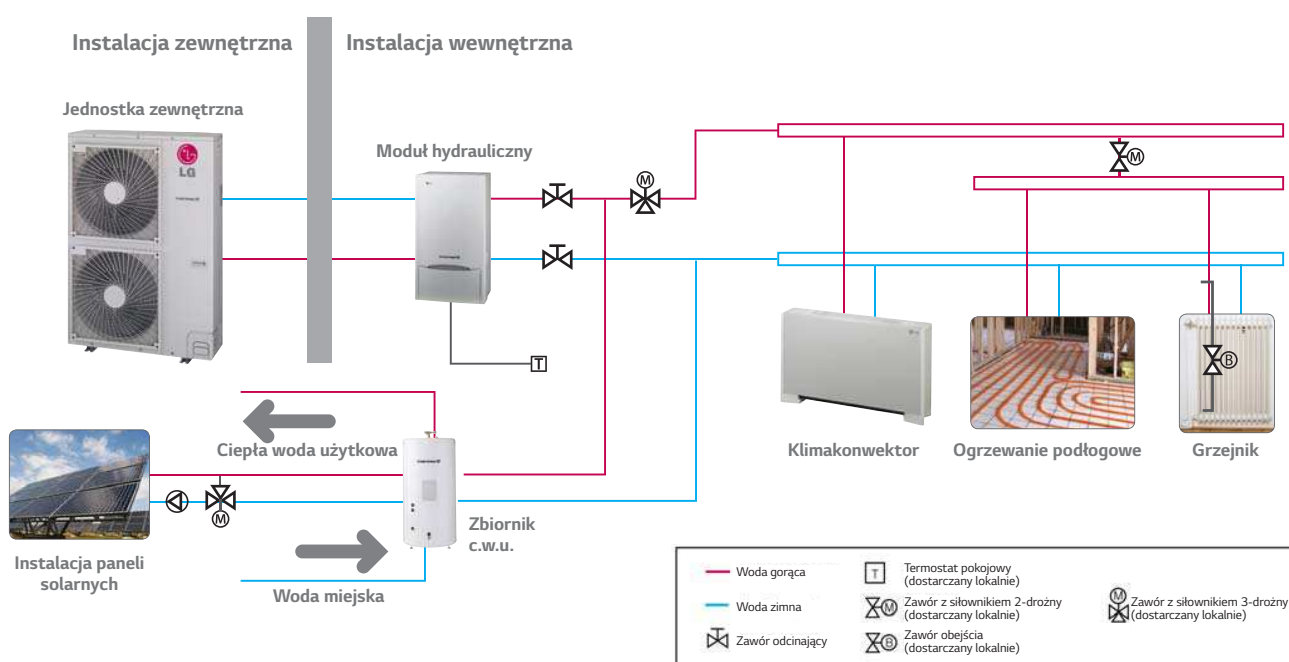 Instalacja zewnętrzna
Instalacja wewnętrzna
Jednostka zewnętrzna
LG
Moduł hydrauliczny
M
M
T
B
Ciepła woda użytkowa
Klimakonwektor
Ogrzewanie podłogowe
Grzejnik
M
Zbiornik
c.w.u.
Instalacja paneli
solarnych
Woda miejska
Woda gorąca
Woda zimna
Zawór odcinający
T
Termostat pokojowy
(dostarczany lokalnie)
M
Zawór z siłownikiem 2-drożny
(dostarczany lokalnie)
B
Zawór obejścia
(dostarczany lokalnie)
M
Zawór z siłownikiem 3-drożny
(dostarczany lokalnie)